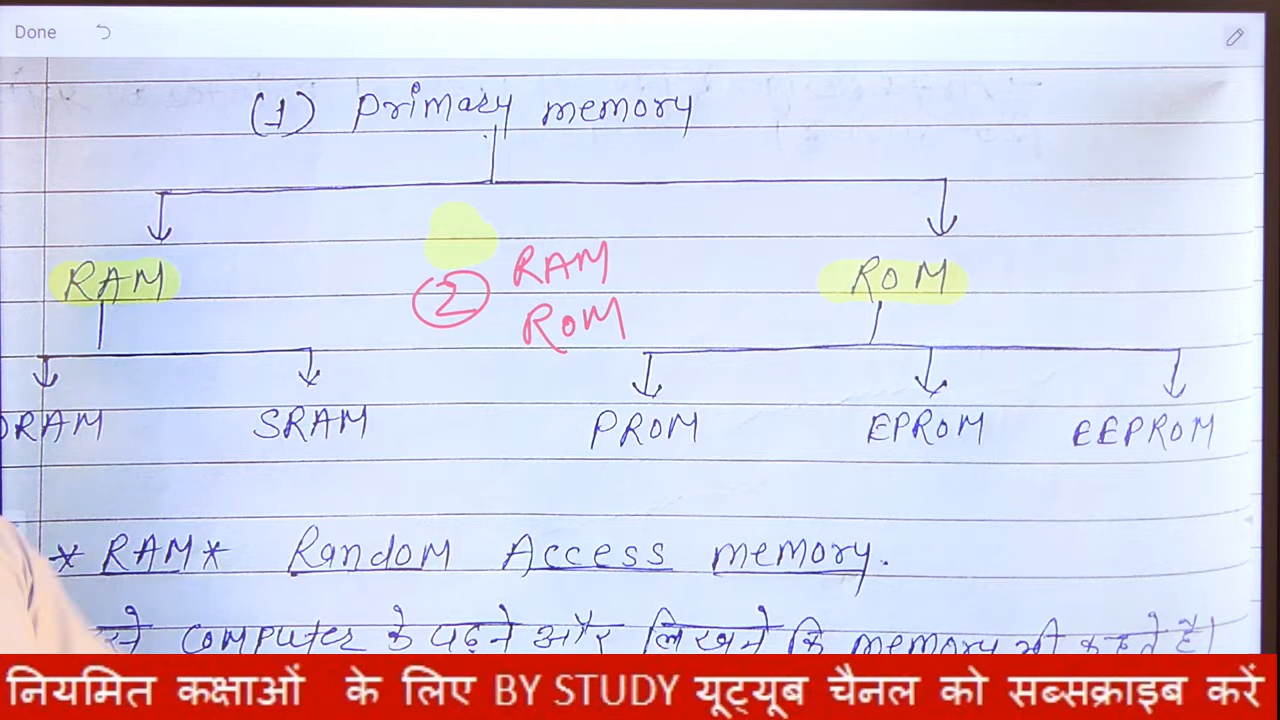 Done
(1) Primary memory
RAM
② RAM
ROM
ROM
DRAM SRAM PROM EPROM EEPROM
* RAM * Random Access memory.
Computer के पढ़ने और लिखने कि memory भी कहते है।
नियमित कक्षाओं के लिए BY STUDY यूट्यूब चैनल को सब्सक्राइब करें